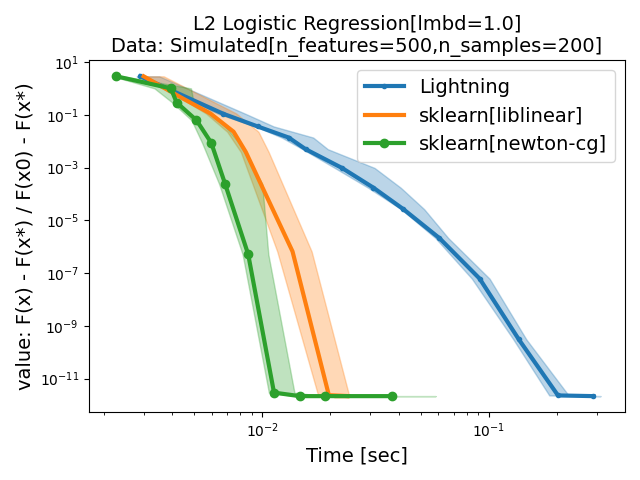 L2 Logistic Regression[lmbd=1.0]
Data: Simulated[n_features=500,n_samples=200]
value: F(x) - F(x*) / F(x0) - F(x*)
10¹
10⁻¹
10⁻³
10⁻⁵
10⁻⁷
10⁻⁹
10⁻¹¹
Lightning
sklearn[liblinear]
sklearn[newton-cg]
10⁻² 10⁻¹
Time [sec]